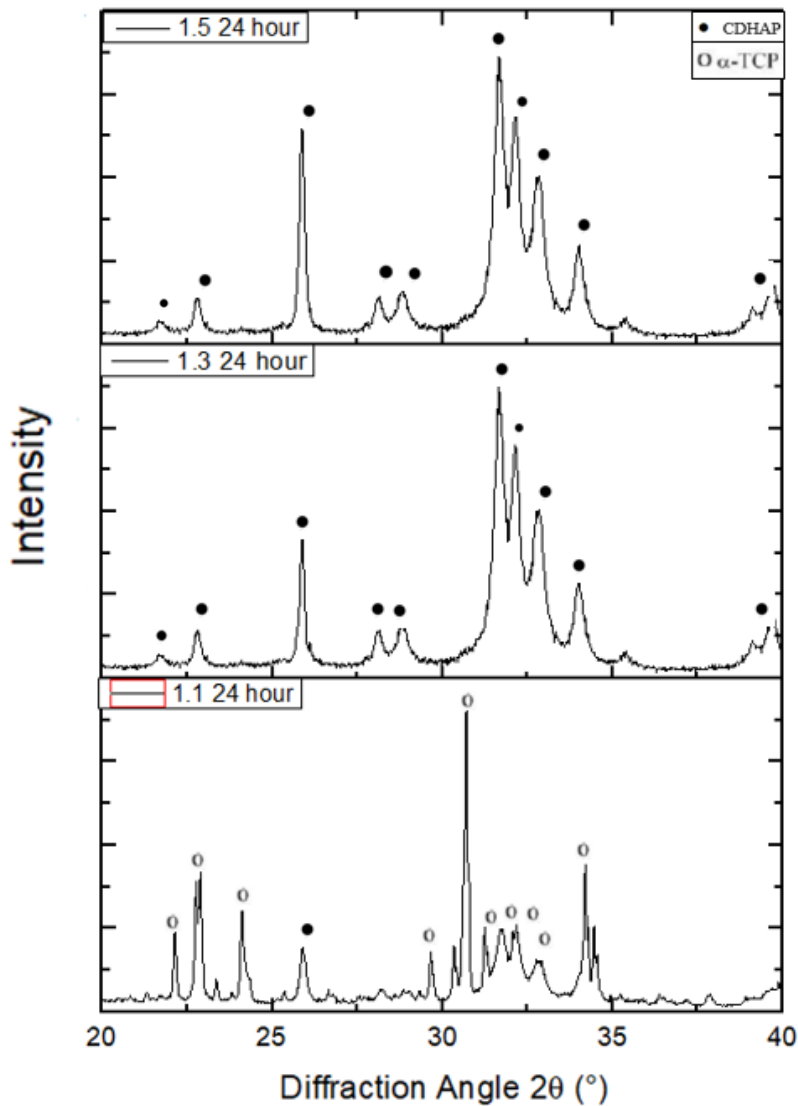 1.5 24 hour
● CDHAP
O α-TCP
1.3 24 hour
1.1 24 hour
Intensity
20 25 30 35 40
Diffraction Angle 2θ (°)